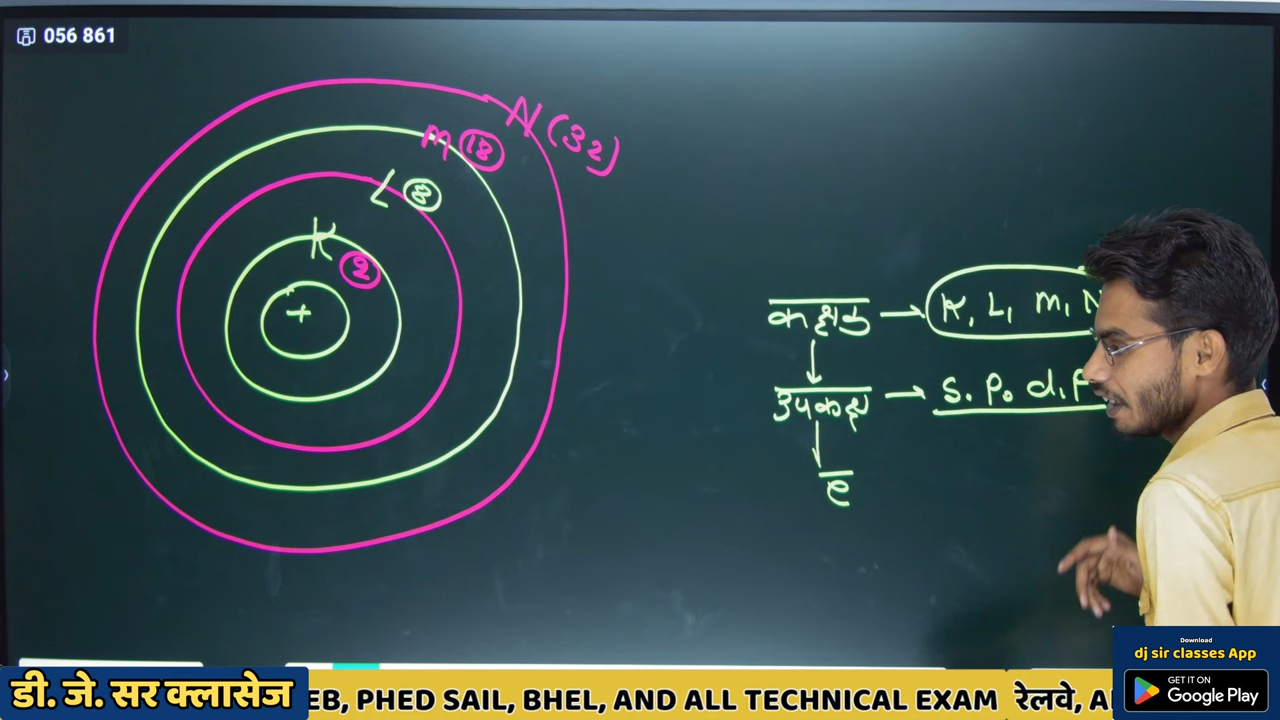 056 861
N (32)
M 18
L 8
K 2
+
कक्षक → K, L, M, N
उपकक्ष → s. p. d. f
e
Download
dj sir classes App
GET IT ON
Google Play
डी. जे. सर क्लासेज
EB, PHED SAIL, BHEL, AND ALL TECHNICAL EXAM रेलवे, A